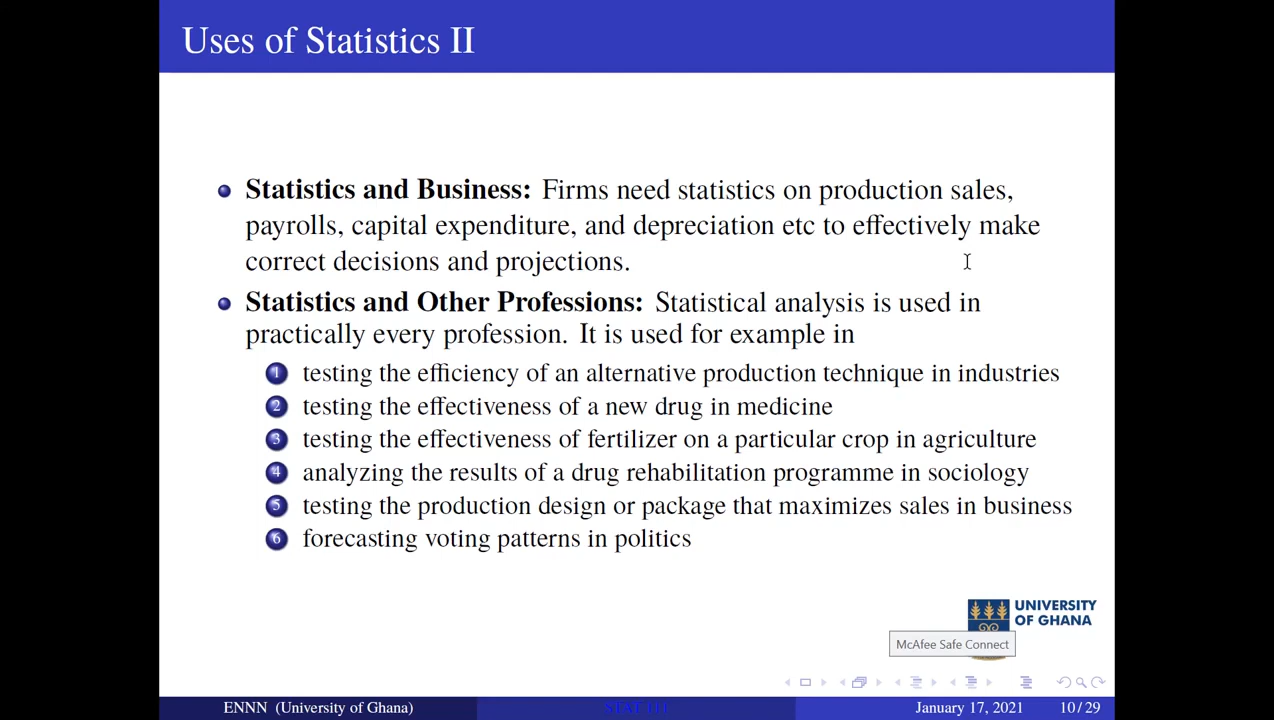 Uses of Statistics II
Statistics and Business: Firms need statistics on production sales,
payrolls, capital expenditure, and depreciation etc to effectively make
correct decisions and projections.
Statistics and Other Professions: Statistical analysis is used in
practically every profession. It is used for example in
1 testing the efficiency of an alternative production technique in industries
2 testing the effectiveness of a new drug in medicine
3 testing the effectiveness of fertilizer on a particular crop in agriculture
4 analyzing the results of a drug rehabilitation programme in sociology
5 testing the production design or package that maximizes sales in business
6 forecasting voting patterns in politics
UNIVERSITY
OF GHANA
McAfee Safe Connect
ENNN (University of Ghana) STAT 111 January 17, 2021 10 / 29